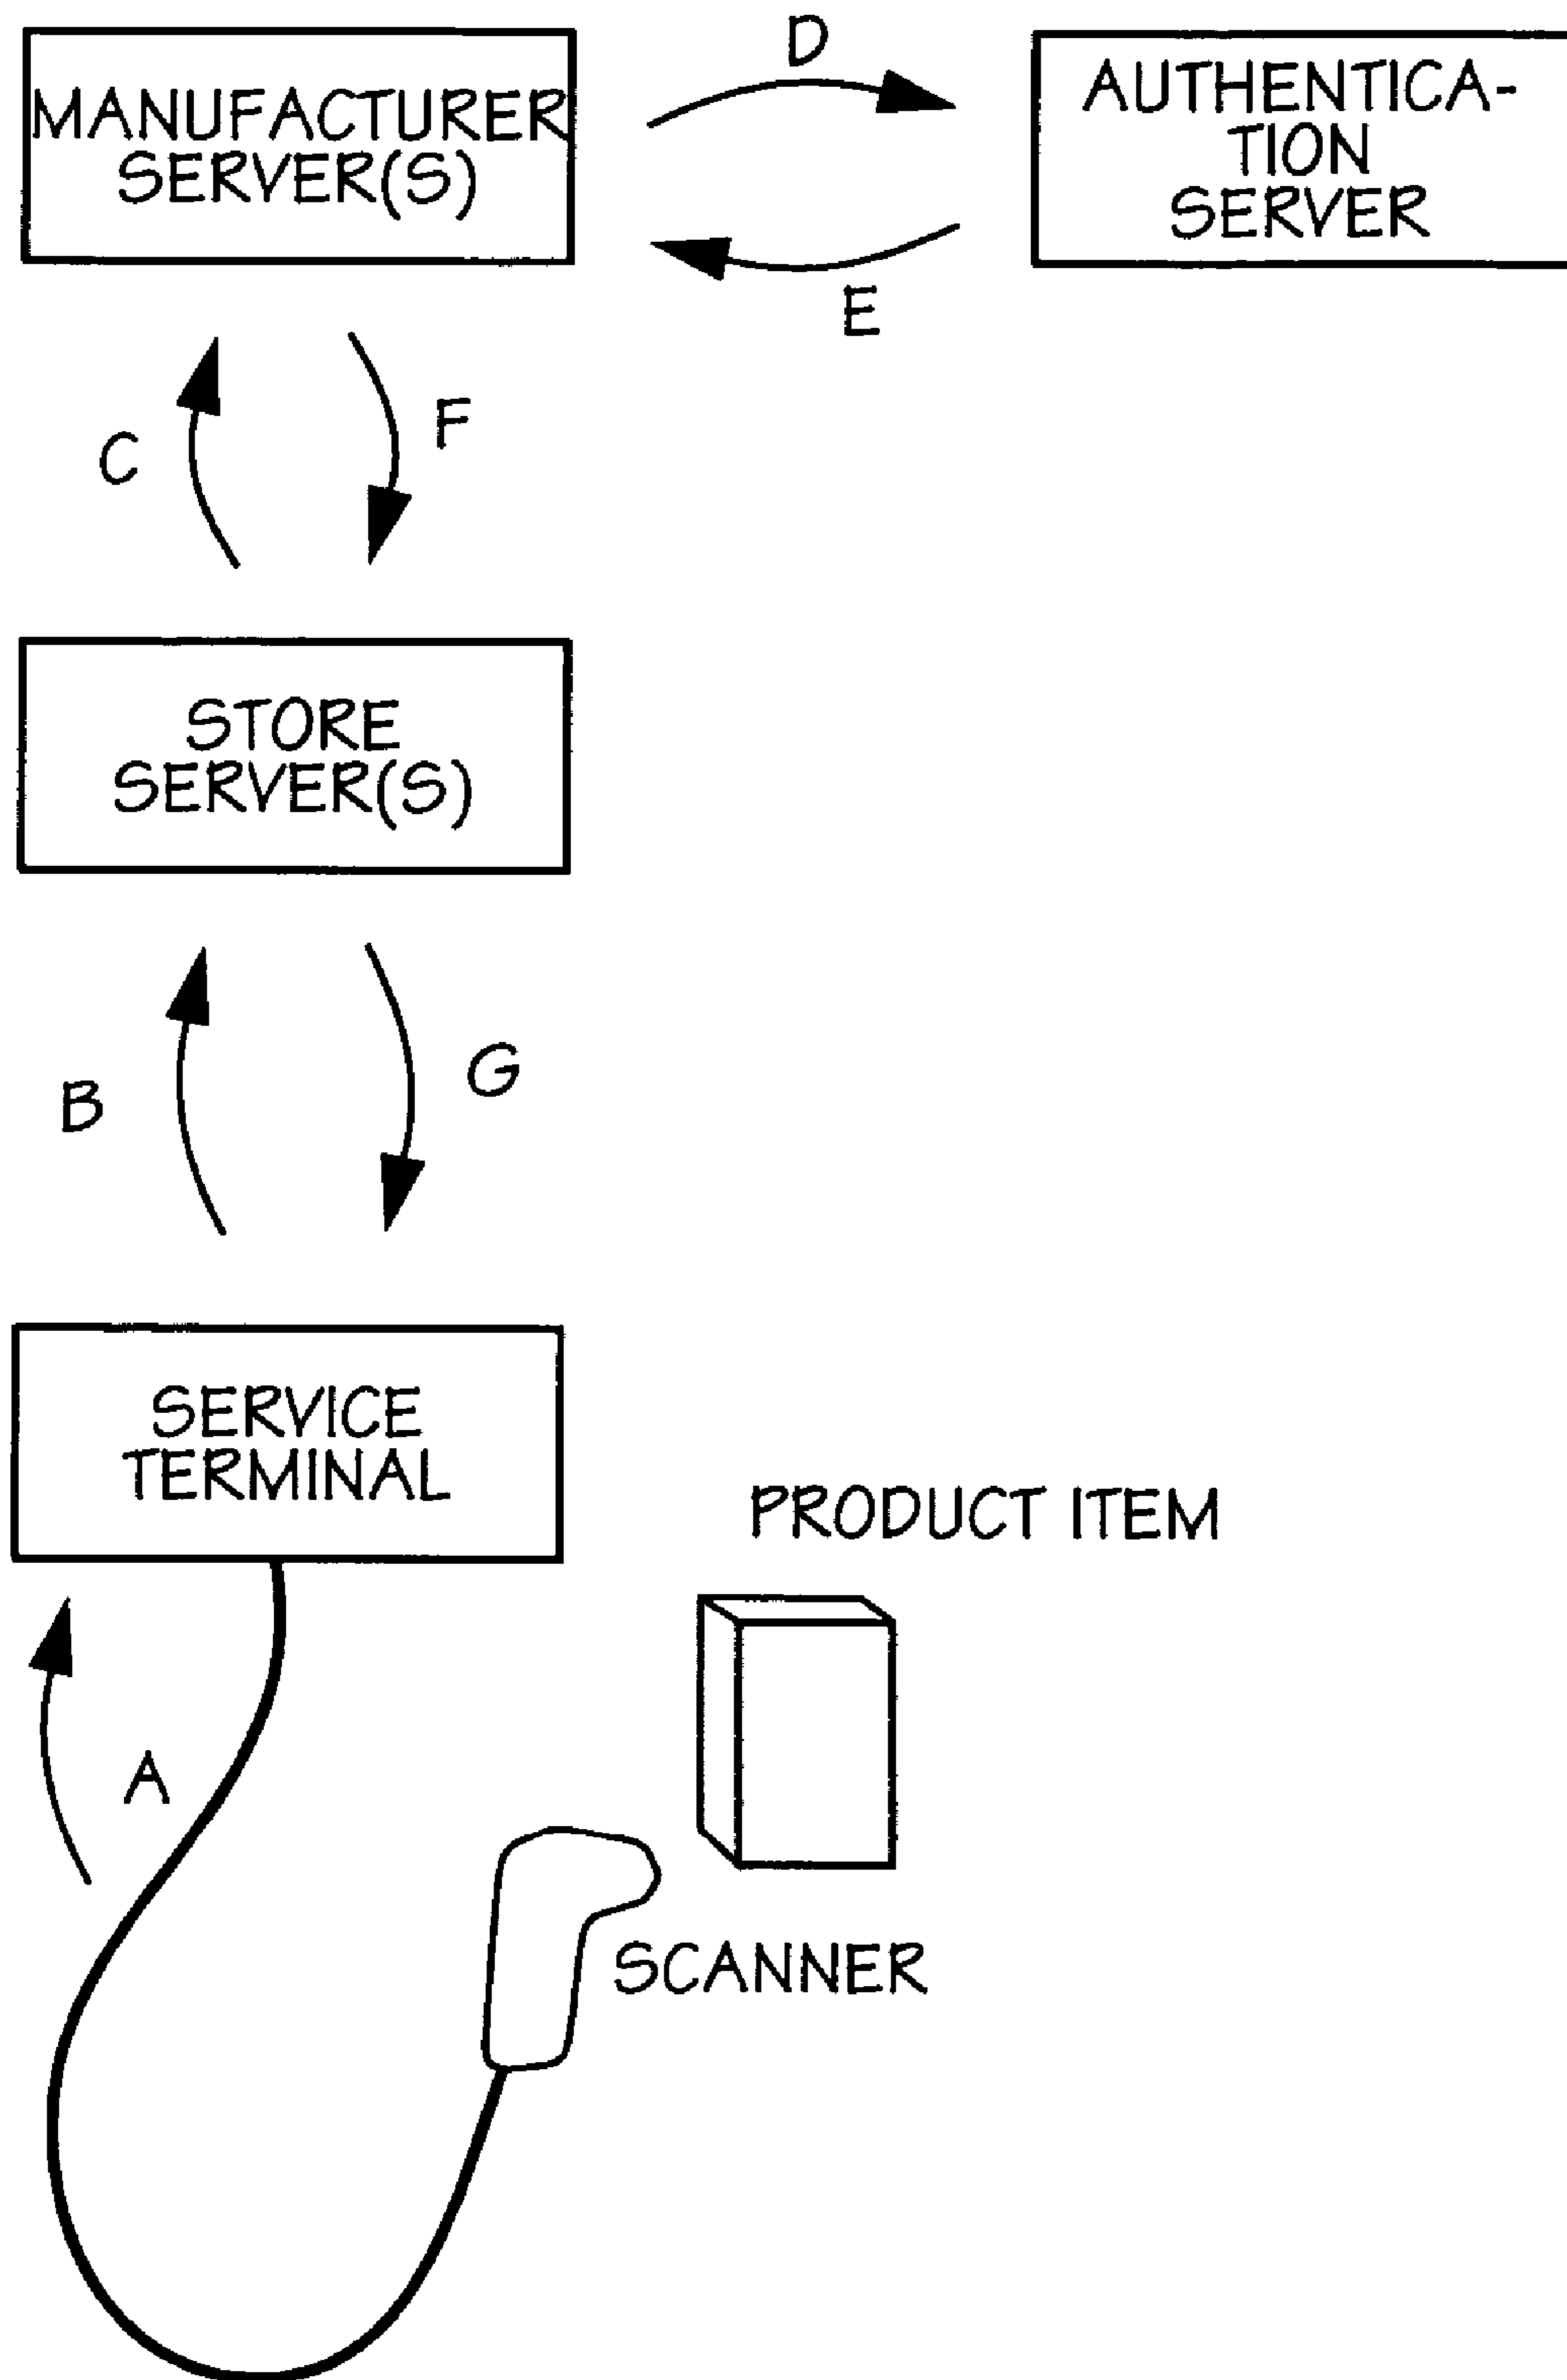 D
MANUFACTURER
SERVER(S)
AUTHENTICA-
TION
SERVER
E
C
F
STORE
SERVER(S)
B
G
SERVICE
TERMINAL
PRODUCT ITEM
A
SCANNER